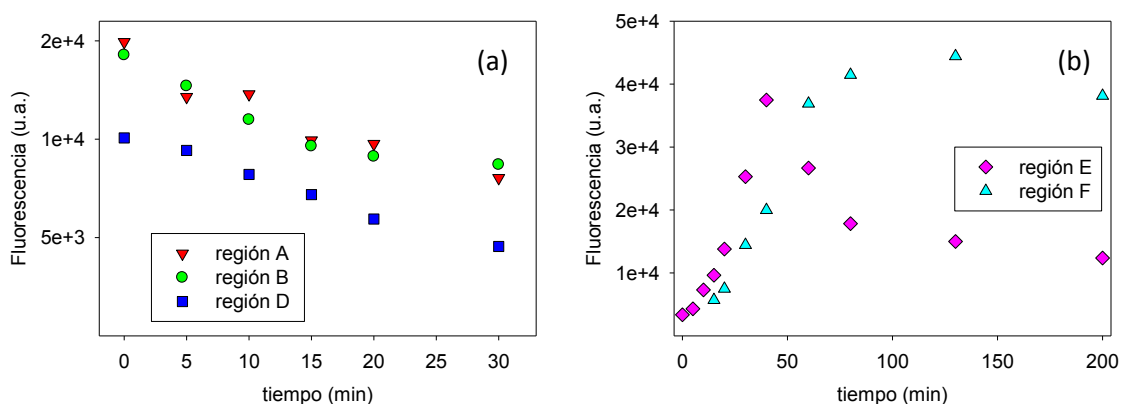 (a)
Fluorescencia (u.a.)
2e+4
1e+4
5e+3
región A
región B
región D
0 5 10 15 20 25 30
tiempo (min)
(b)
Fluorescencia (u.a.)
5e+4
4e+4
3e+4
2e+4
1e+4
región E
región F
0 50 100 150 200
tiempo (min)